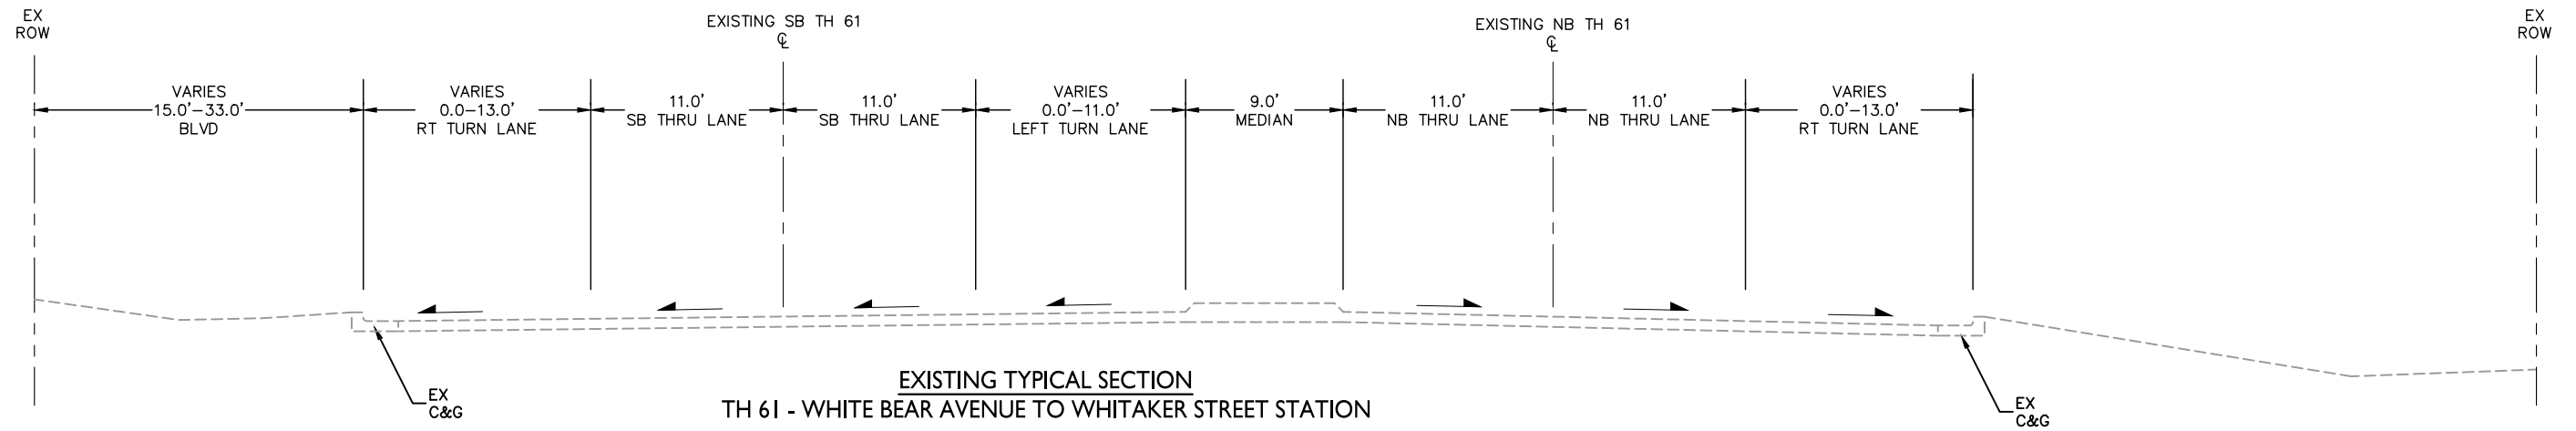 EX
ROW
EXISTING SB TH 61
℄
EXISTING NB TH 61
℄
EX
ROW
VARIES
15.0'-33.0'
BLVD
VARIES
0.0-13.0'
RT TURN LANE
11.0'
SB THRU LANE
11.0'
SB THRU LANE
VARIES
0.0'-11.0'
LEFT TURN LANE
9.0'
MEDIAN
11.0'
NB THRU LANE
11.0'
NB THRU LANE
VARIES
0.0'-13.0'
RT TURN LANE
EX
C&G
EXISTING TYPICAL SECTION
TH 61 - WHITE BEAR AVENUE TO WHITAKER STREET STATION
EX
C&G